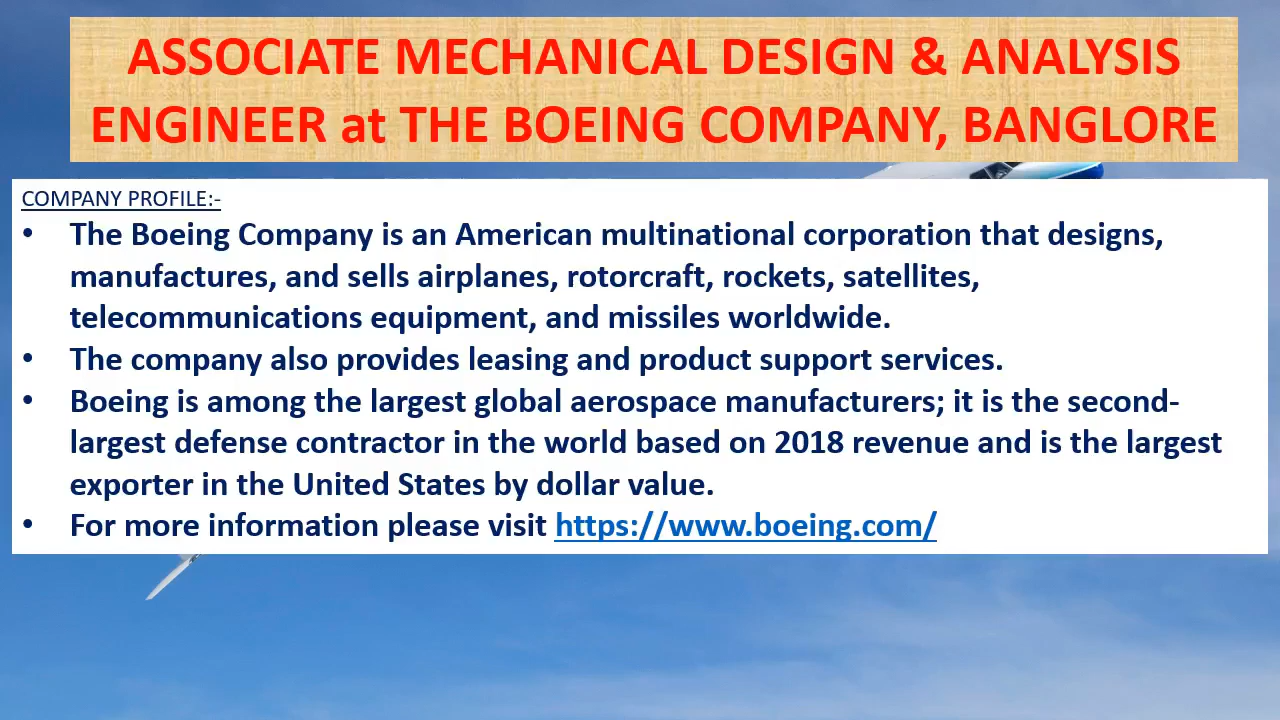 ASSOCIATE MECHANICAL DESIGN & ANALYSIS
ENGINEER at THE BOEING COMPANY, BANGLORE
COMPANY PROFILE:-
• The Boeing Company is an American multinational corporation that designs,
manufactures, and sells airplanes, rotorcraft, rockets, satellites,
telecommunications equipment, and missiles worldwide.
• The company also provides leasing and product support services.
• Boeing is among the largest global aerospace manufacturers; it is the second-
largest defense contractor in the world based on 2018 revenue and is the largest
exporter in the United States by dollar value.
• For more information please visit https://www.boeing.com/